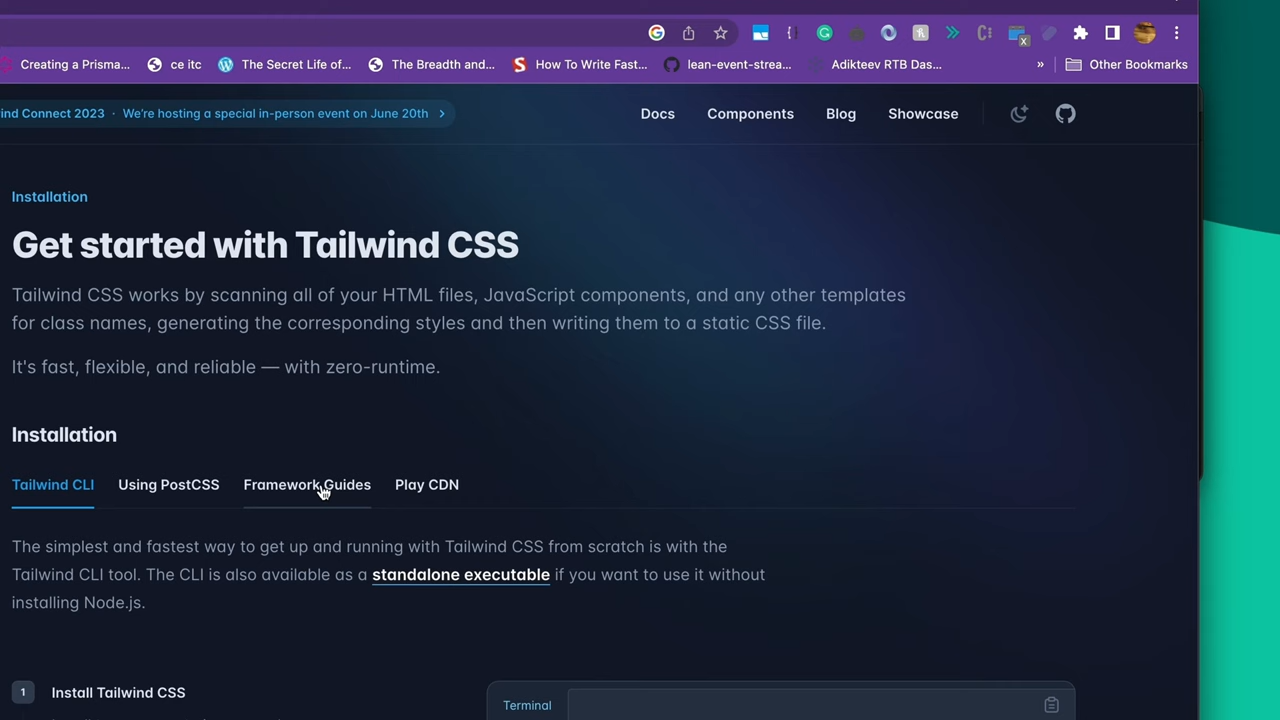 Creating a Prisma...
ce itc
The Secret Life of...
The Breadth and...
How To Write Fast...
lean-event-strea...
Adikteev RTB Das...
»
Other Bookmarks
ind Connect 2023 · We're hosting a special in-person event on June 20th
Docs
Components
Blog
Showcase
Installation
Get started with Tailwind CSS
Tailwind CSS works by scanning all of your HTML files, JavaScript components, and any other templates
for class names, generating the corresponding styles and then writing them to a static CSS file.
It's fast, flexible, and reliable — with zero-runtime.
Installation
Tailwind CLI
Using PostCSS
Framework Guides
Play CDN
The simplest and fastest way to get up and running with Tailwind CSS from scratch is with the
Tailwind CLI tool. The CLI is also available as a standalone executable if you want to use it without
installing Node.js.
1
Install Tailwind CSS
Terminal